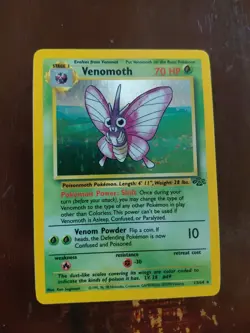 STAGE 1
Evolves from Venonat
Put Venomoth on the Basic Pokémon
Venomoth
70 HP
Poisonmoth Pokémon. Length: 4' 11", Weight: 28 lbs.
Pokémon Power: Shift Once during your
turn (before your attack), you may change the type of
Venomoth to the type of any other Pokémon in play
other than Colorless. This power can't be used if
Venomoth is Asleep, Confused, or Paralyzed.
Venom Powder Flip a coin. If
heads, the Defending Pokémon is now
Confused and Poisoned.
10
weakness
resistance
retreat cost
-30
The dust-like scales covering its wings are color coded to
indicate the kinds of poison it has. LV. 28 #49
13/64